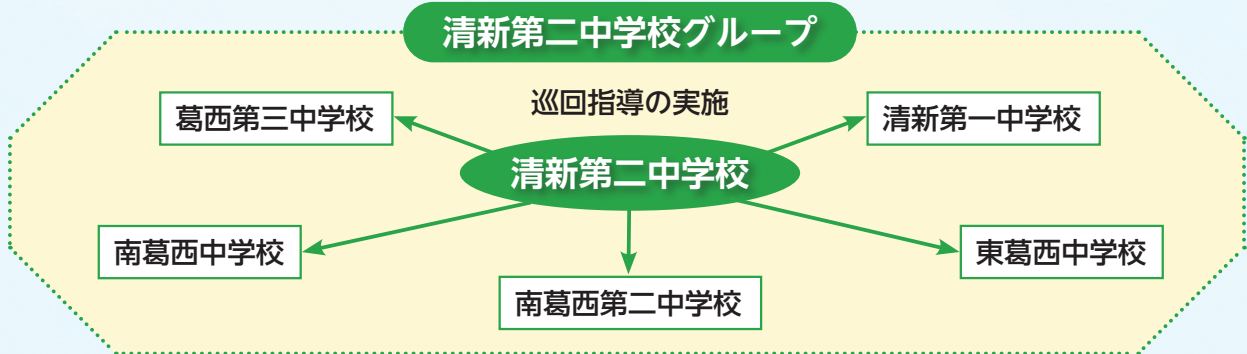 清新第二中学校グループ
巡回指導の実施
葛西第三中学校
清新第一中学校
清新第二中学校
南葛西中学校
東葛西中学校
南葛西第二中学校